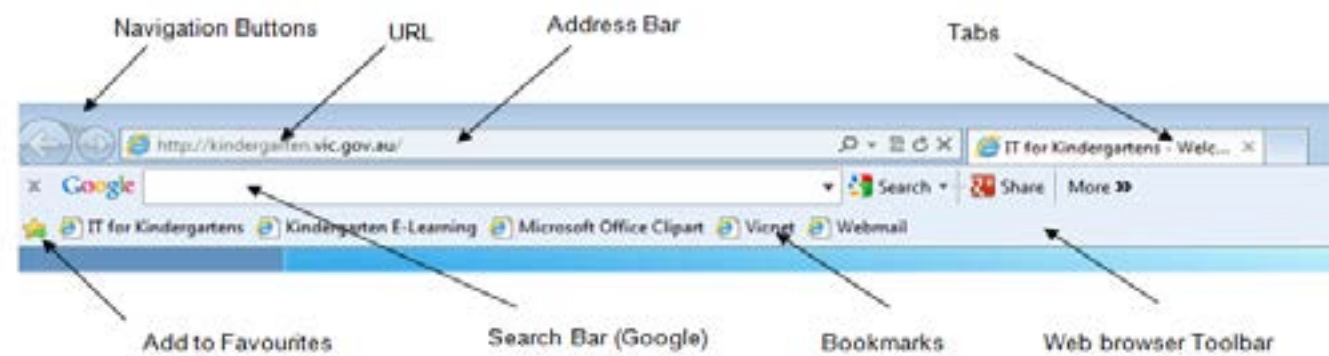 Navigation Buttons URL Address Bar Tabs
http://kindergarten.vic.gov.au/ IT for Kindergartens - Welc...
Google Search Share More
IT for Kindergartens Kindergarten E-Learning Microsoft Office Clipart Vicnet Webmail
Add to Favourites Search Bar (Google) Bookmarks Web browser Toolbar